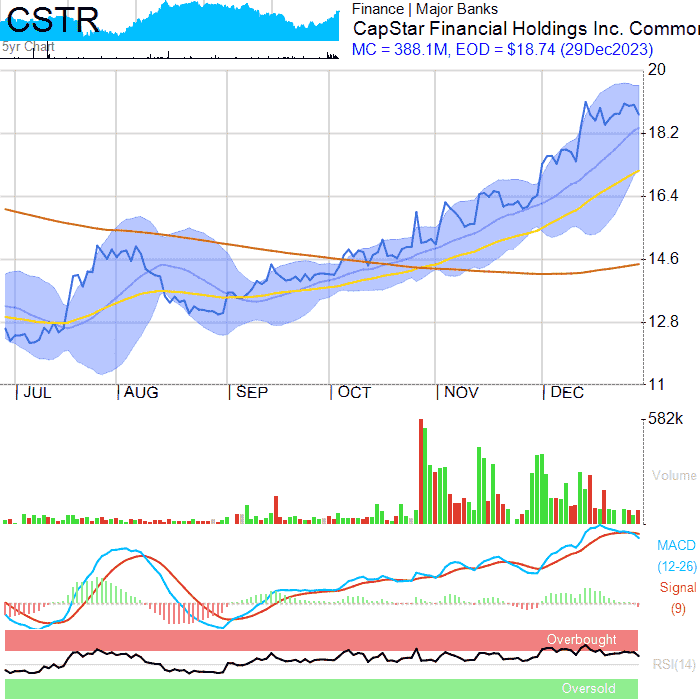 CSTR
5yr Chart
Finance | Major Banks
CapStar Financial Holdings Inc. Common
MC = 388.1M, EOD = $18.74 (29Dec2023)
20
18.2
16.4
14.6
12.8
11
JUL AUG SEP OCT NOV DEC
582k
Volume
MACD
(12-26)
Signal
(9)
Overbought
RSI(14)
Oversold